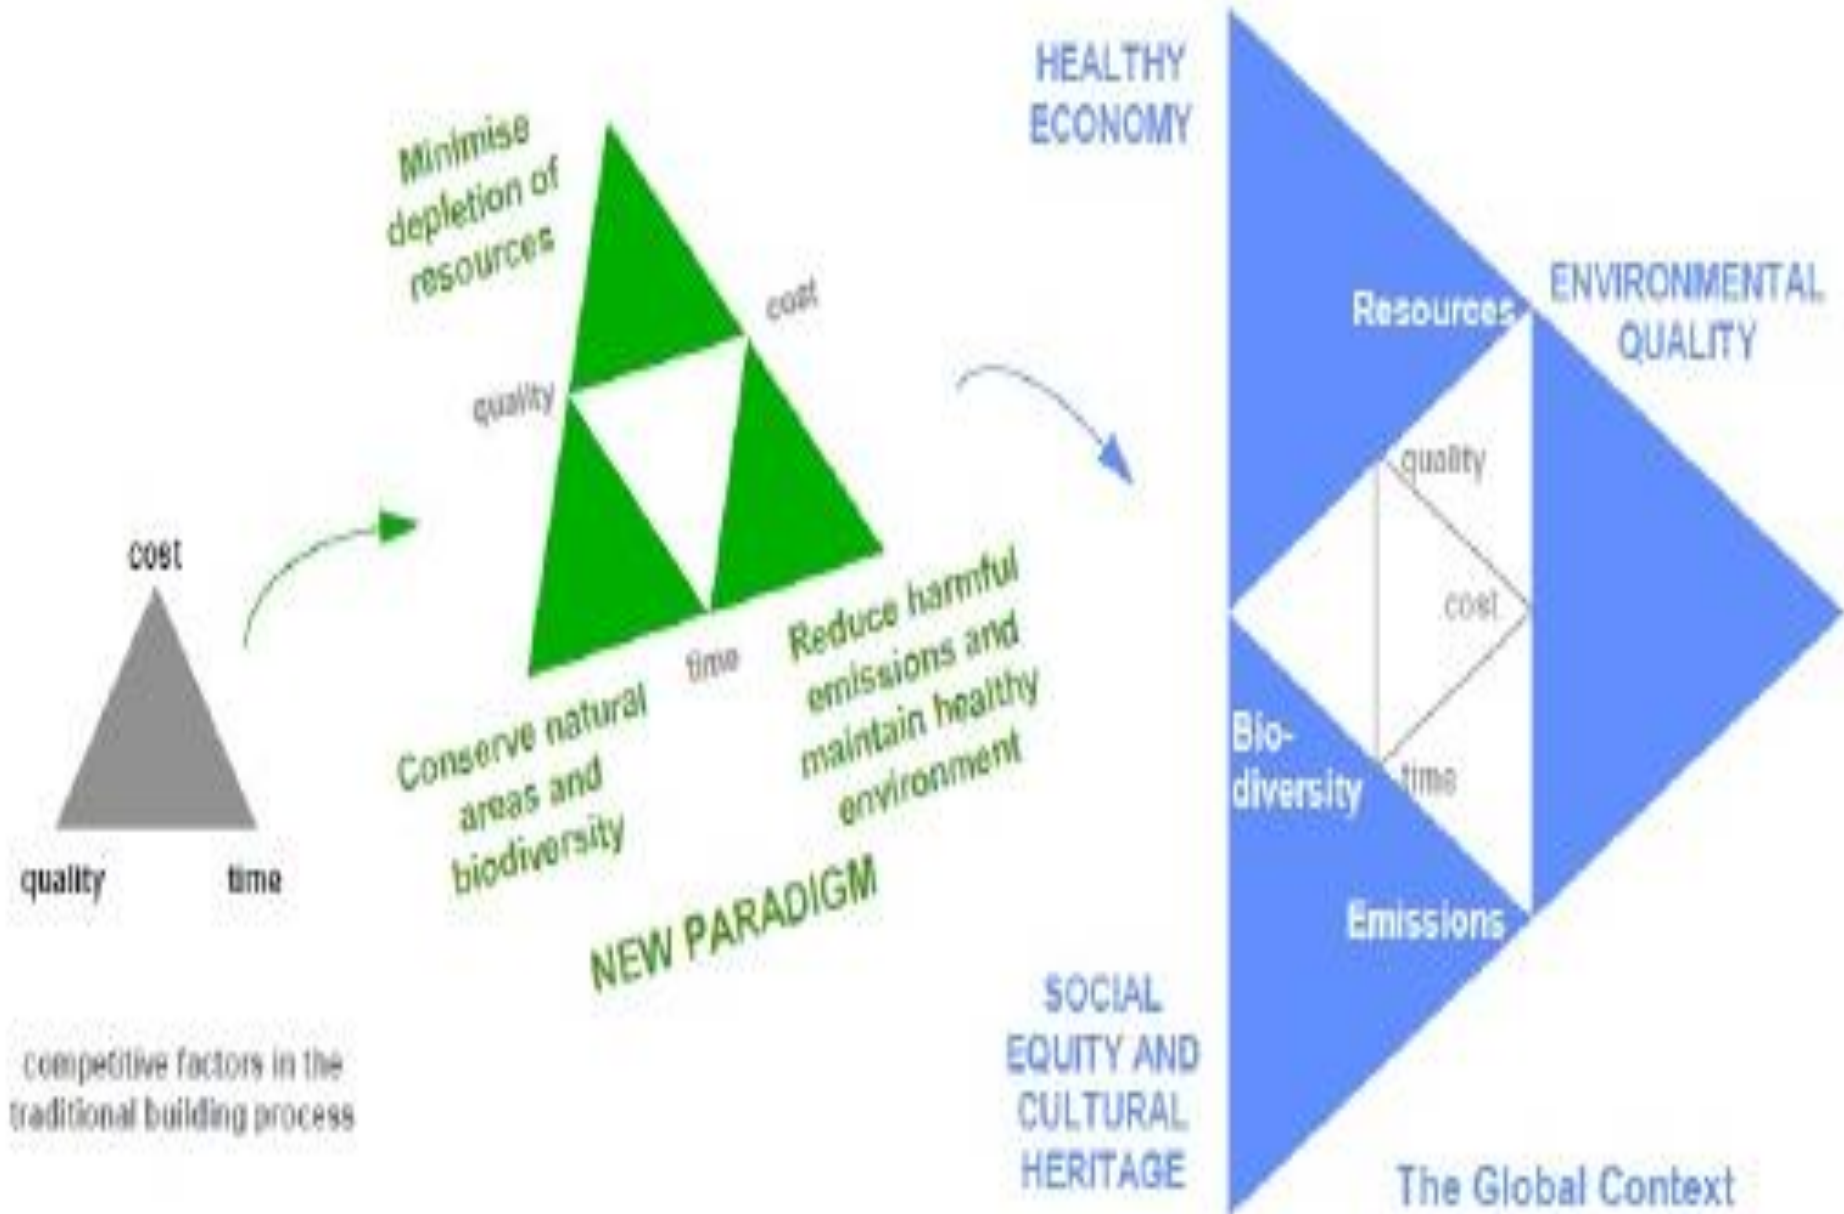 cost
quality
time
competitive factors in the
traditional building process
Minimise
depletion of
resources
cost
quality
time
Conserve natural
areas and
biodiversity
Reduce harmful
emissions and
maintain healthy
environment
NEW PARADIGM
HEALTHY
ECONOMY
ENVIRONMENTAL
QUALITY
Resources
quality
cost
time
Bio-
diversity
Emissions
SOCIAL
EQUITY AND
CULTURAL
HERITAGE
The Global Context